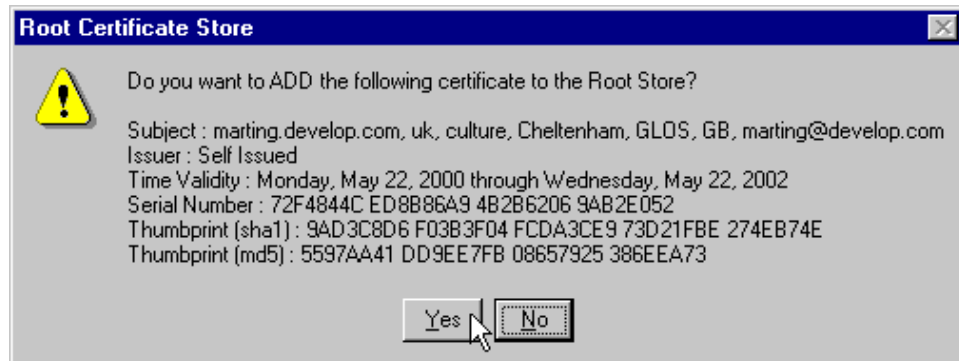 Root Certificate Store
Do you want to ADD the following certificate to the Root Store?
Subject : marting.develop.com, uk, culture, Cheltenham, GLOS, GB, marting@develop.com
Issuer : Self Issued
Time Validity : Monday, May 22, 2000 through Wednesday, May 22, 2002
Serial Number : 72F4844C ED8B86A9 4B2B6206 9AB2E052
Thumbprint (sha1) : 9AD3C8D6 F03B3F04 FCDA3CE9 73D21FBE 274EB74E
Thumbprint (md5) : 5597AA41 DD9EE7FB 08657925 386EEA73
Yes No